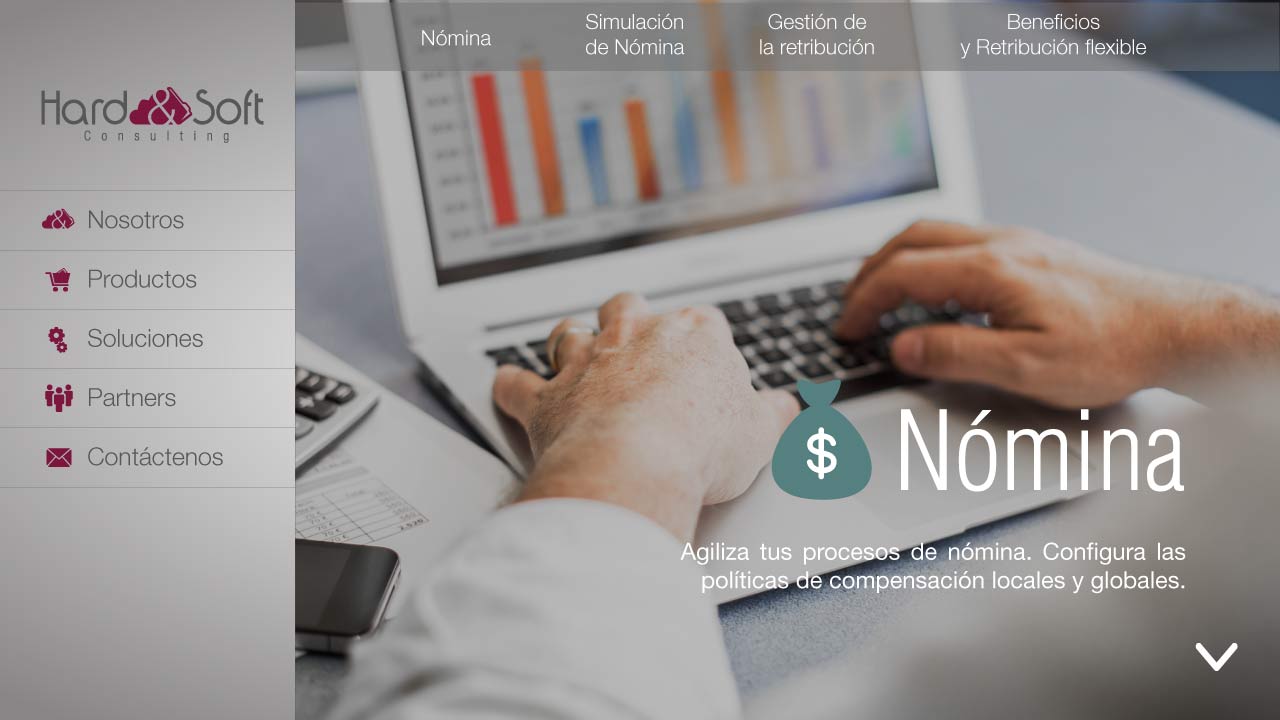 Hard&Soft
Consulting
Nosotros
Productos
Soluciones
Partners
Contáctenos
Nómina
Simulación
de Nómina
Gestión de
la retribución
Beneficios
y Retribución flexible
$ Nómina
Agiliza tus procesos de nómina. Configura las
políticas de compensación locales y globales.